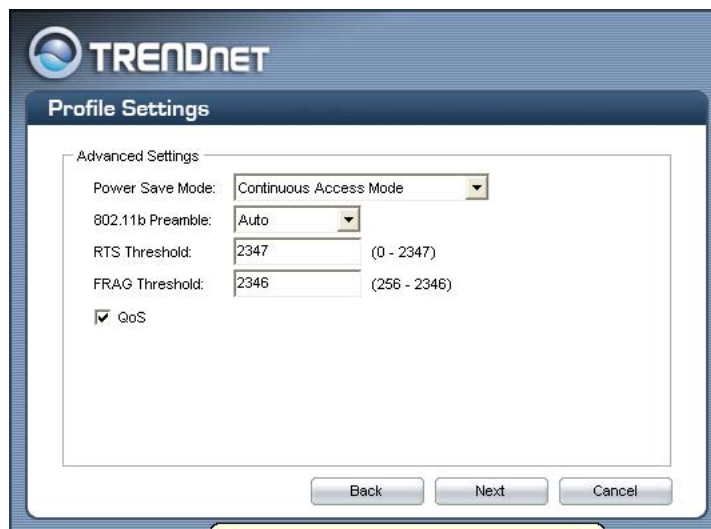 TRENDNET
Profile Settings
Advanced Settings
Power Save Mode: Continuous Access Mode
802.11b Preamble: Auto
RTS Threshold: 2347 (0 - 2347)
FRAG Threshold: 2346 (256 - 2346)
QoS
Back Next Cancel